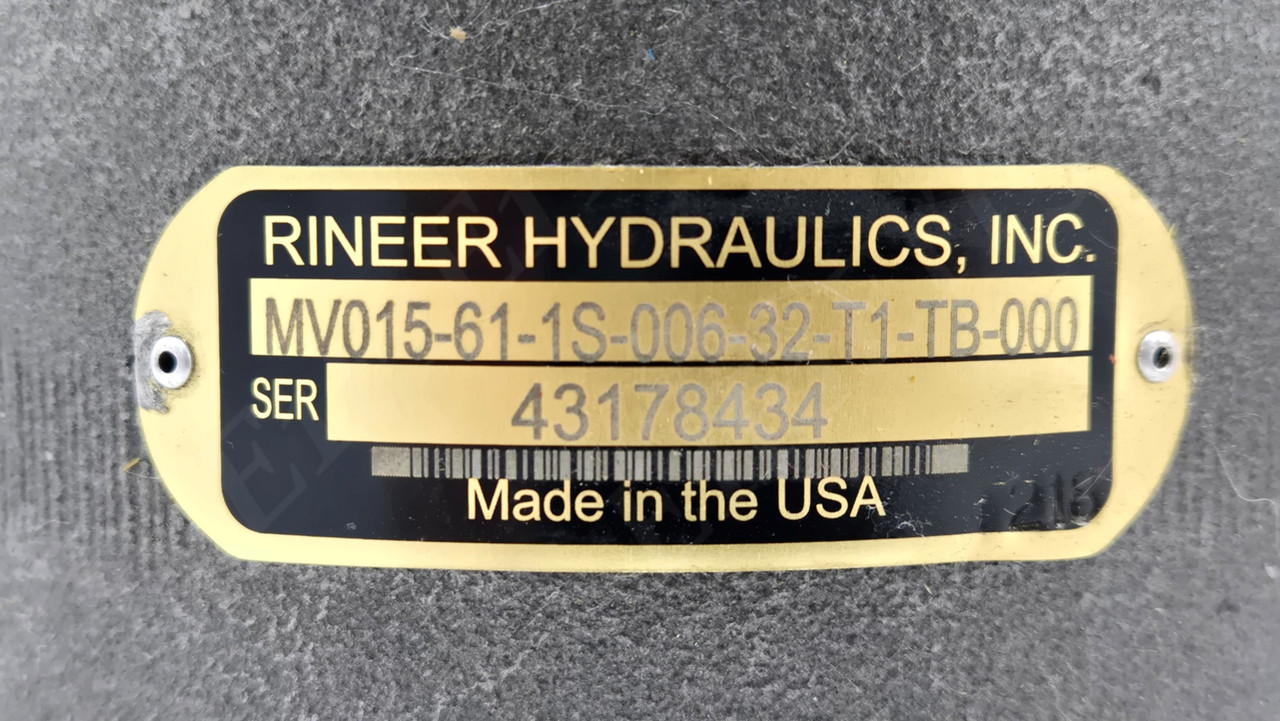 RINEER HYDRAULICS, INC.
MV015-61-1S-006-32-T1-TB-000
SER 43178434
Made in the USA